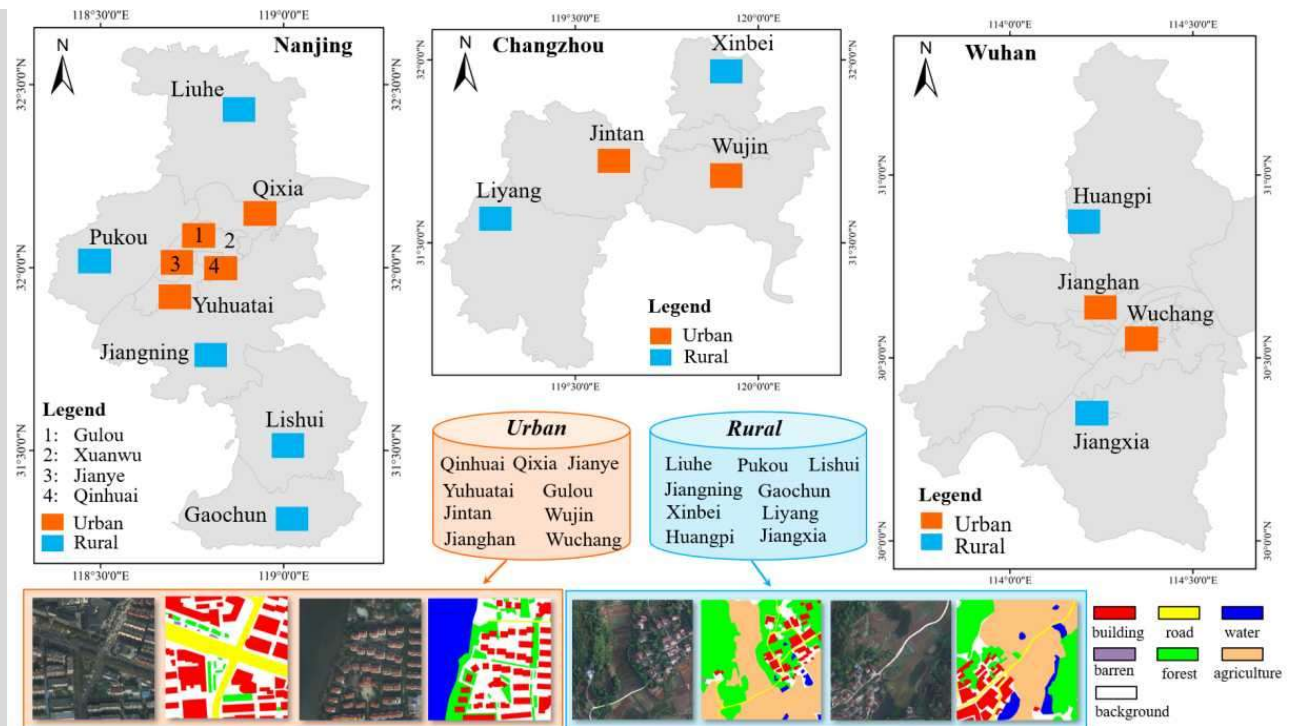 118°30'0"E 119°0'0"E
N
Nanjing
Liuhe
Qixia
1 2
Pukou
3 4
Yuhuatai
Jiangning
Legend
1: Gulou
2: Xuanwu
3: Jianye
4: Qinhuai
Urban
Rural
Lishui
Gaochun
32°30'0"N
32°0'0"N
31°30'0"N
32°30'0"N
32°0'0"N
31°30'0"N
118°30'0"E 119°0'0"E
119°30'0"E 120°0'0"E
N
Changzhou
Xinbei
Jintan
Wujin
Liyang
Legend
Urban
Rural
32°0'0"N
31°30'0"N
32°0'0"N
31°30'0"N
119°30'0"E 120°0'0"E
114°0'0"E 114°30'0"E
N
Wuhan
Huangpi
Jianghan
Wuchang
Jiangxia
Legend
Urban
Rural
31°0'0"N
30°30'0"N
30°0'0"N
31°0'0"N
30°30'0"N
30°0'0"N
114°0'0"E 114°30'0"E
Urban
Qinhuai Qixia Jianye
Yuhuatai Gulou
Jintan Wujin
Jianghan Wuchang
Rural
Liuhe Pukou Lishui
Jiangning Gaochun
Xinbei Liyang
Huangpi Jiangxia
building road water
barren forest agriculture
background